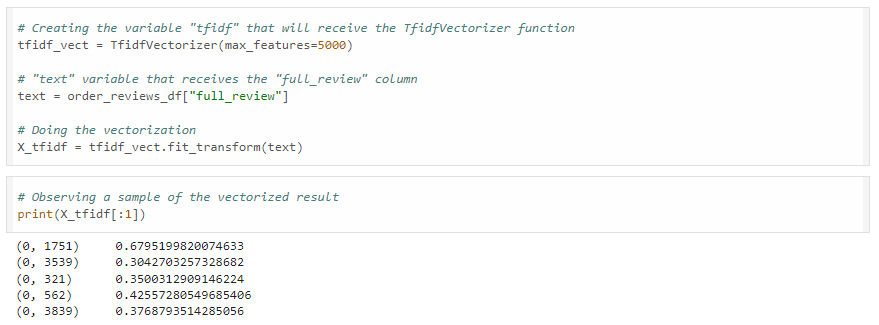 # Creating the variable "tfidf" that will receive the TfidfVectorizer function
tfidf_vect = TfidfVectorizer(max_features=5000)
# "text" variable that receives the "full_review" column
text = order_reviews_df["full_review"]
# Doing the vectorization
X_tfidf = tfidf_vect.fit_transform(text)
# Observing a sample of the vectorized result
print(X_tfidf[:1])
(0, 1751) 0.6795199820074633
(0, 3539) 0.3042703257328682
(0, 321) 0.3500312909146224
(0, 562) 0.42557280549685406
(0, 3839) 0.3768793514285056